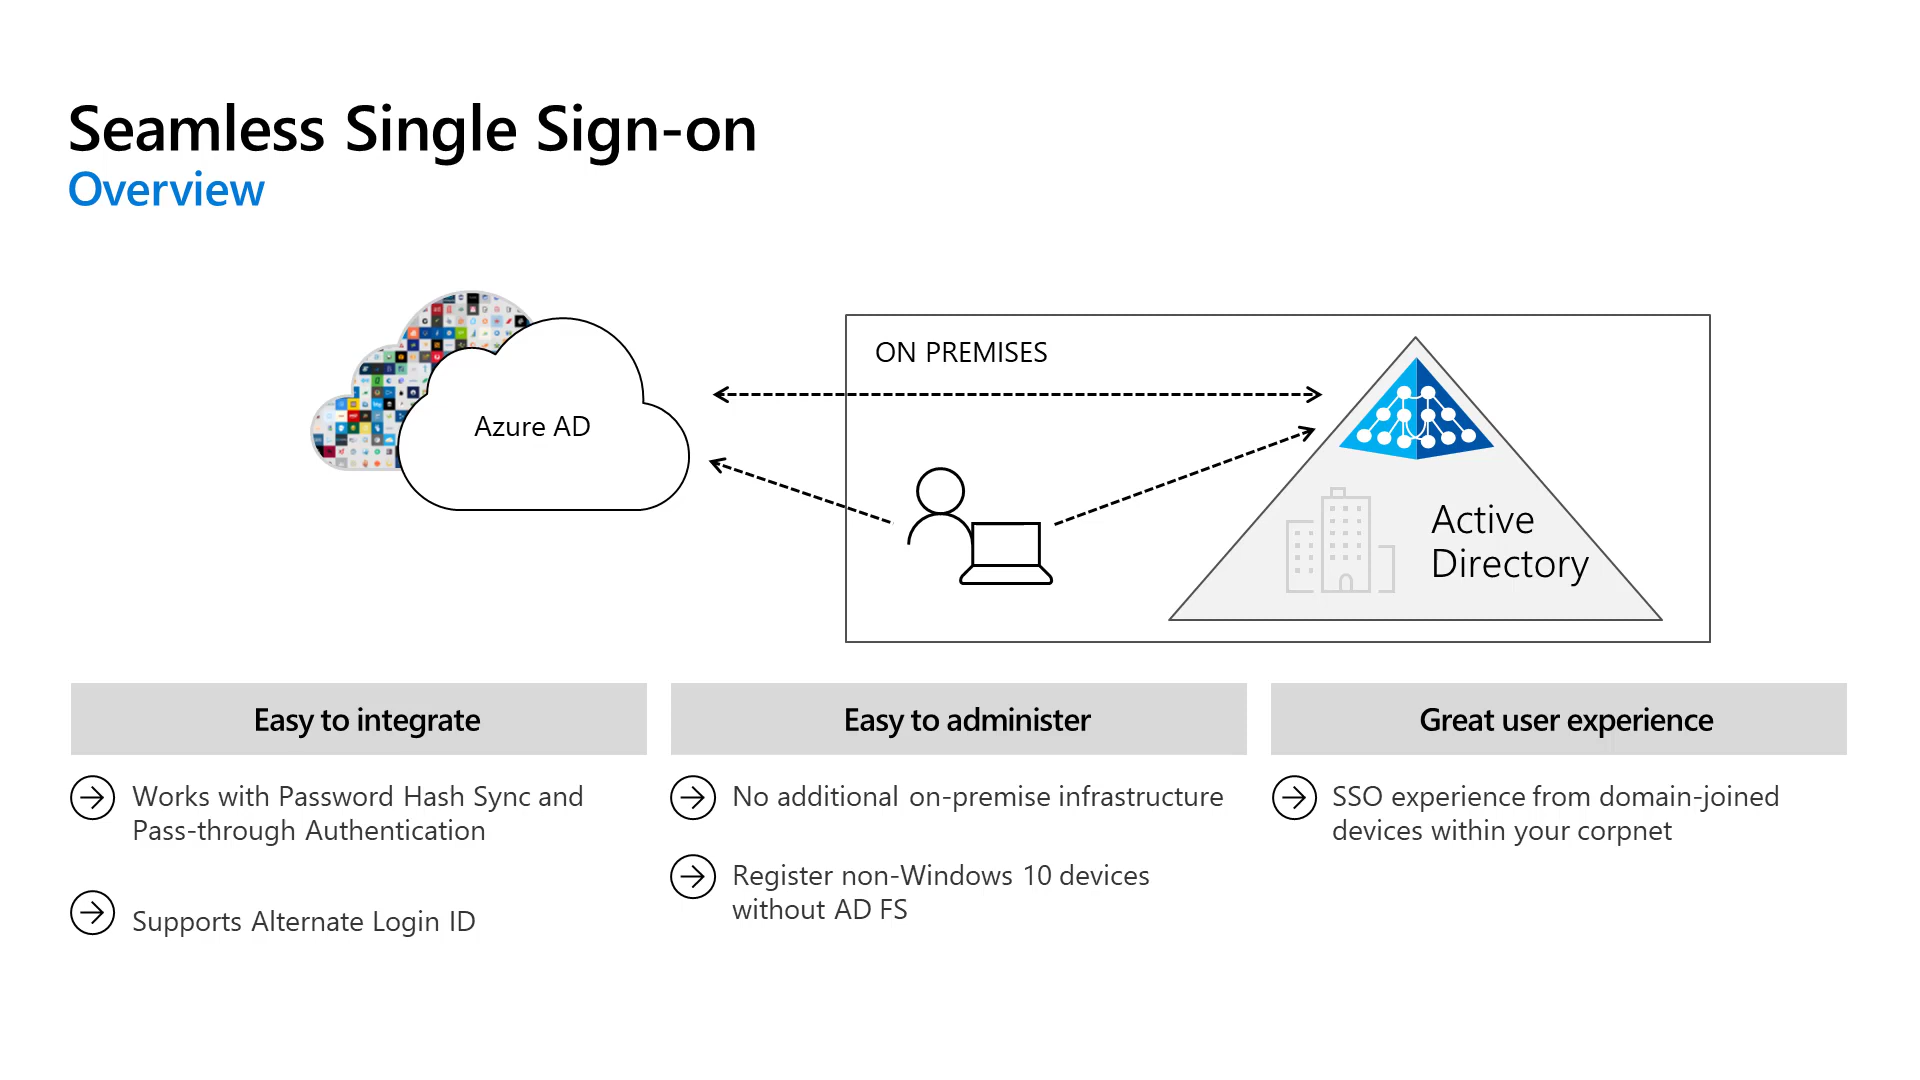 Seamless Single Sign-on
Overview
ON PREMISES
Azure AD
Active
Directory
Easy to integrate
Works with Password Hash Sync and
Pass-through Authentication
Supports Alternate Login ID
Easy to administer
No additional on-premise infrastructure
Register non-Windows 10 devices
without AD FS
Great user experience
SSO experience from domain-joined
devices within your corpnet